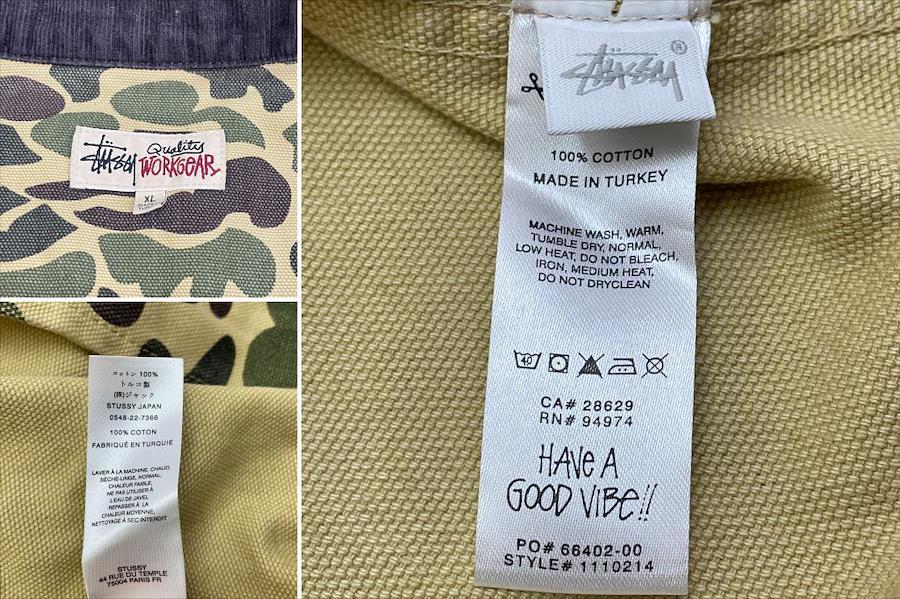 STÜSSY
Quality
WORKGEAR
XL
コットン 100%
トルコ製
(株)ジャック
STUSSY JAPAN
0548-22-7366
100% COTON
FABRIQUÉ EN TURQUIE
LAVER À LA MACHINE, CHAUD,
SÈCHE-LINGE, NORMAL,
CHALEUR FAIBLE,
NE PAS UTILISER À
L'EAU DE JAVEL
REPASSER À LA
CHALEUR MOYENNE,
NETTOYAGE À SEC INTERDIT
STUSSY
44 RUE DU TEMPLE
75004 PARIS FR
STÜSSY®
100% COTTON
MADE IN TURKEY
MACHINE WASH, WARM,
TUMBLE DRY, NORMAL,
LOW HEAT, DO NOT BLEACH,
IRON, MEDIUM HEAT,
DO NOT DRYCLEAN
40
CA# 28629
RN# 94974
HAVE A
GOOD VIBE!!
PO# 66402-00
STYLE# 1110214